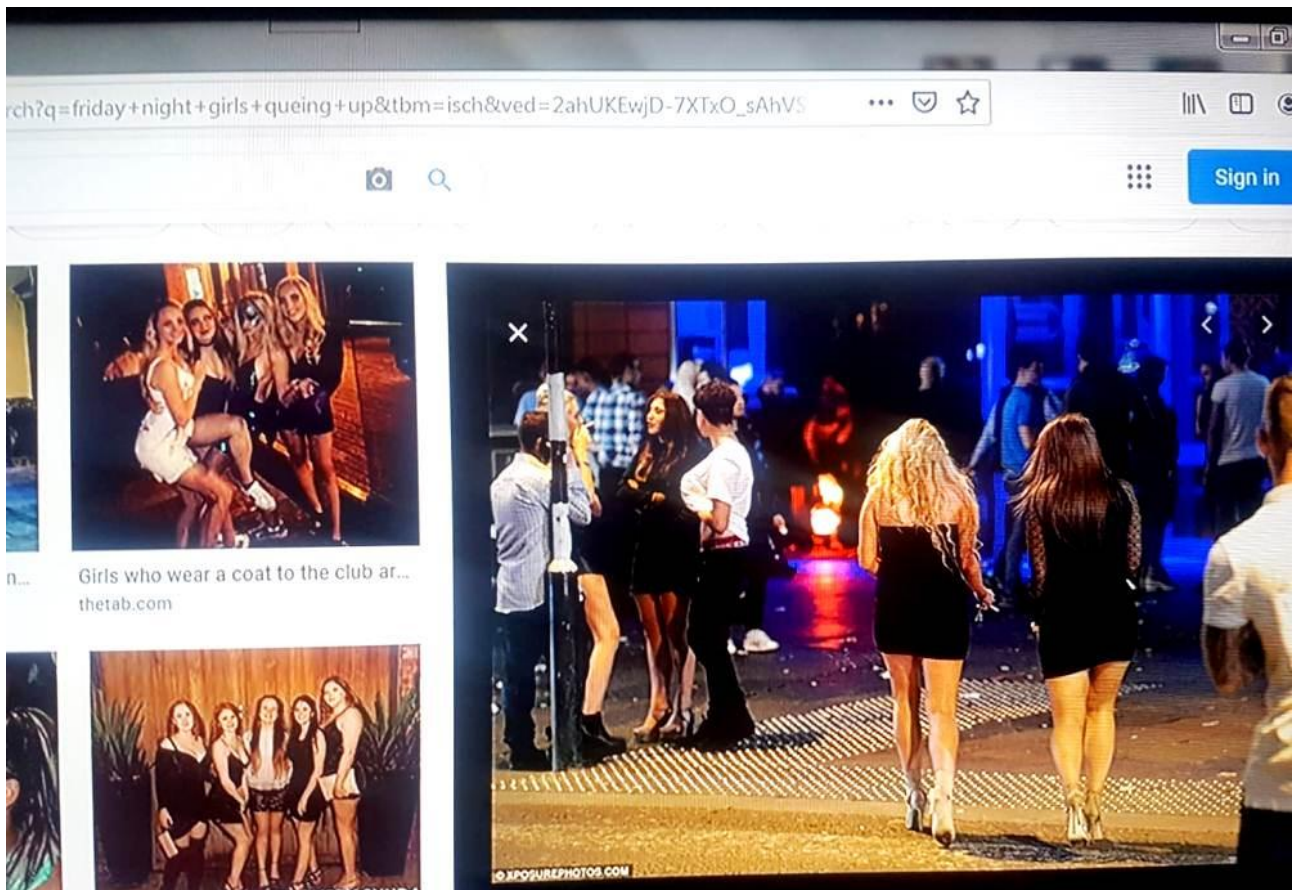 rch?q=friday+night+girls+queing+up&tbm=isch&ved=2ahUKEwjD-7XTxO_sAhVS
Sign in
n...
Girls who wear a coat to the club ar...
thetab.com
© XPOSUREPHOTOS.COM